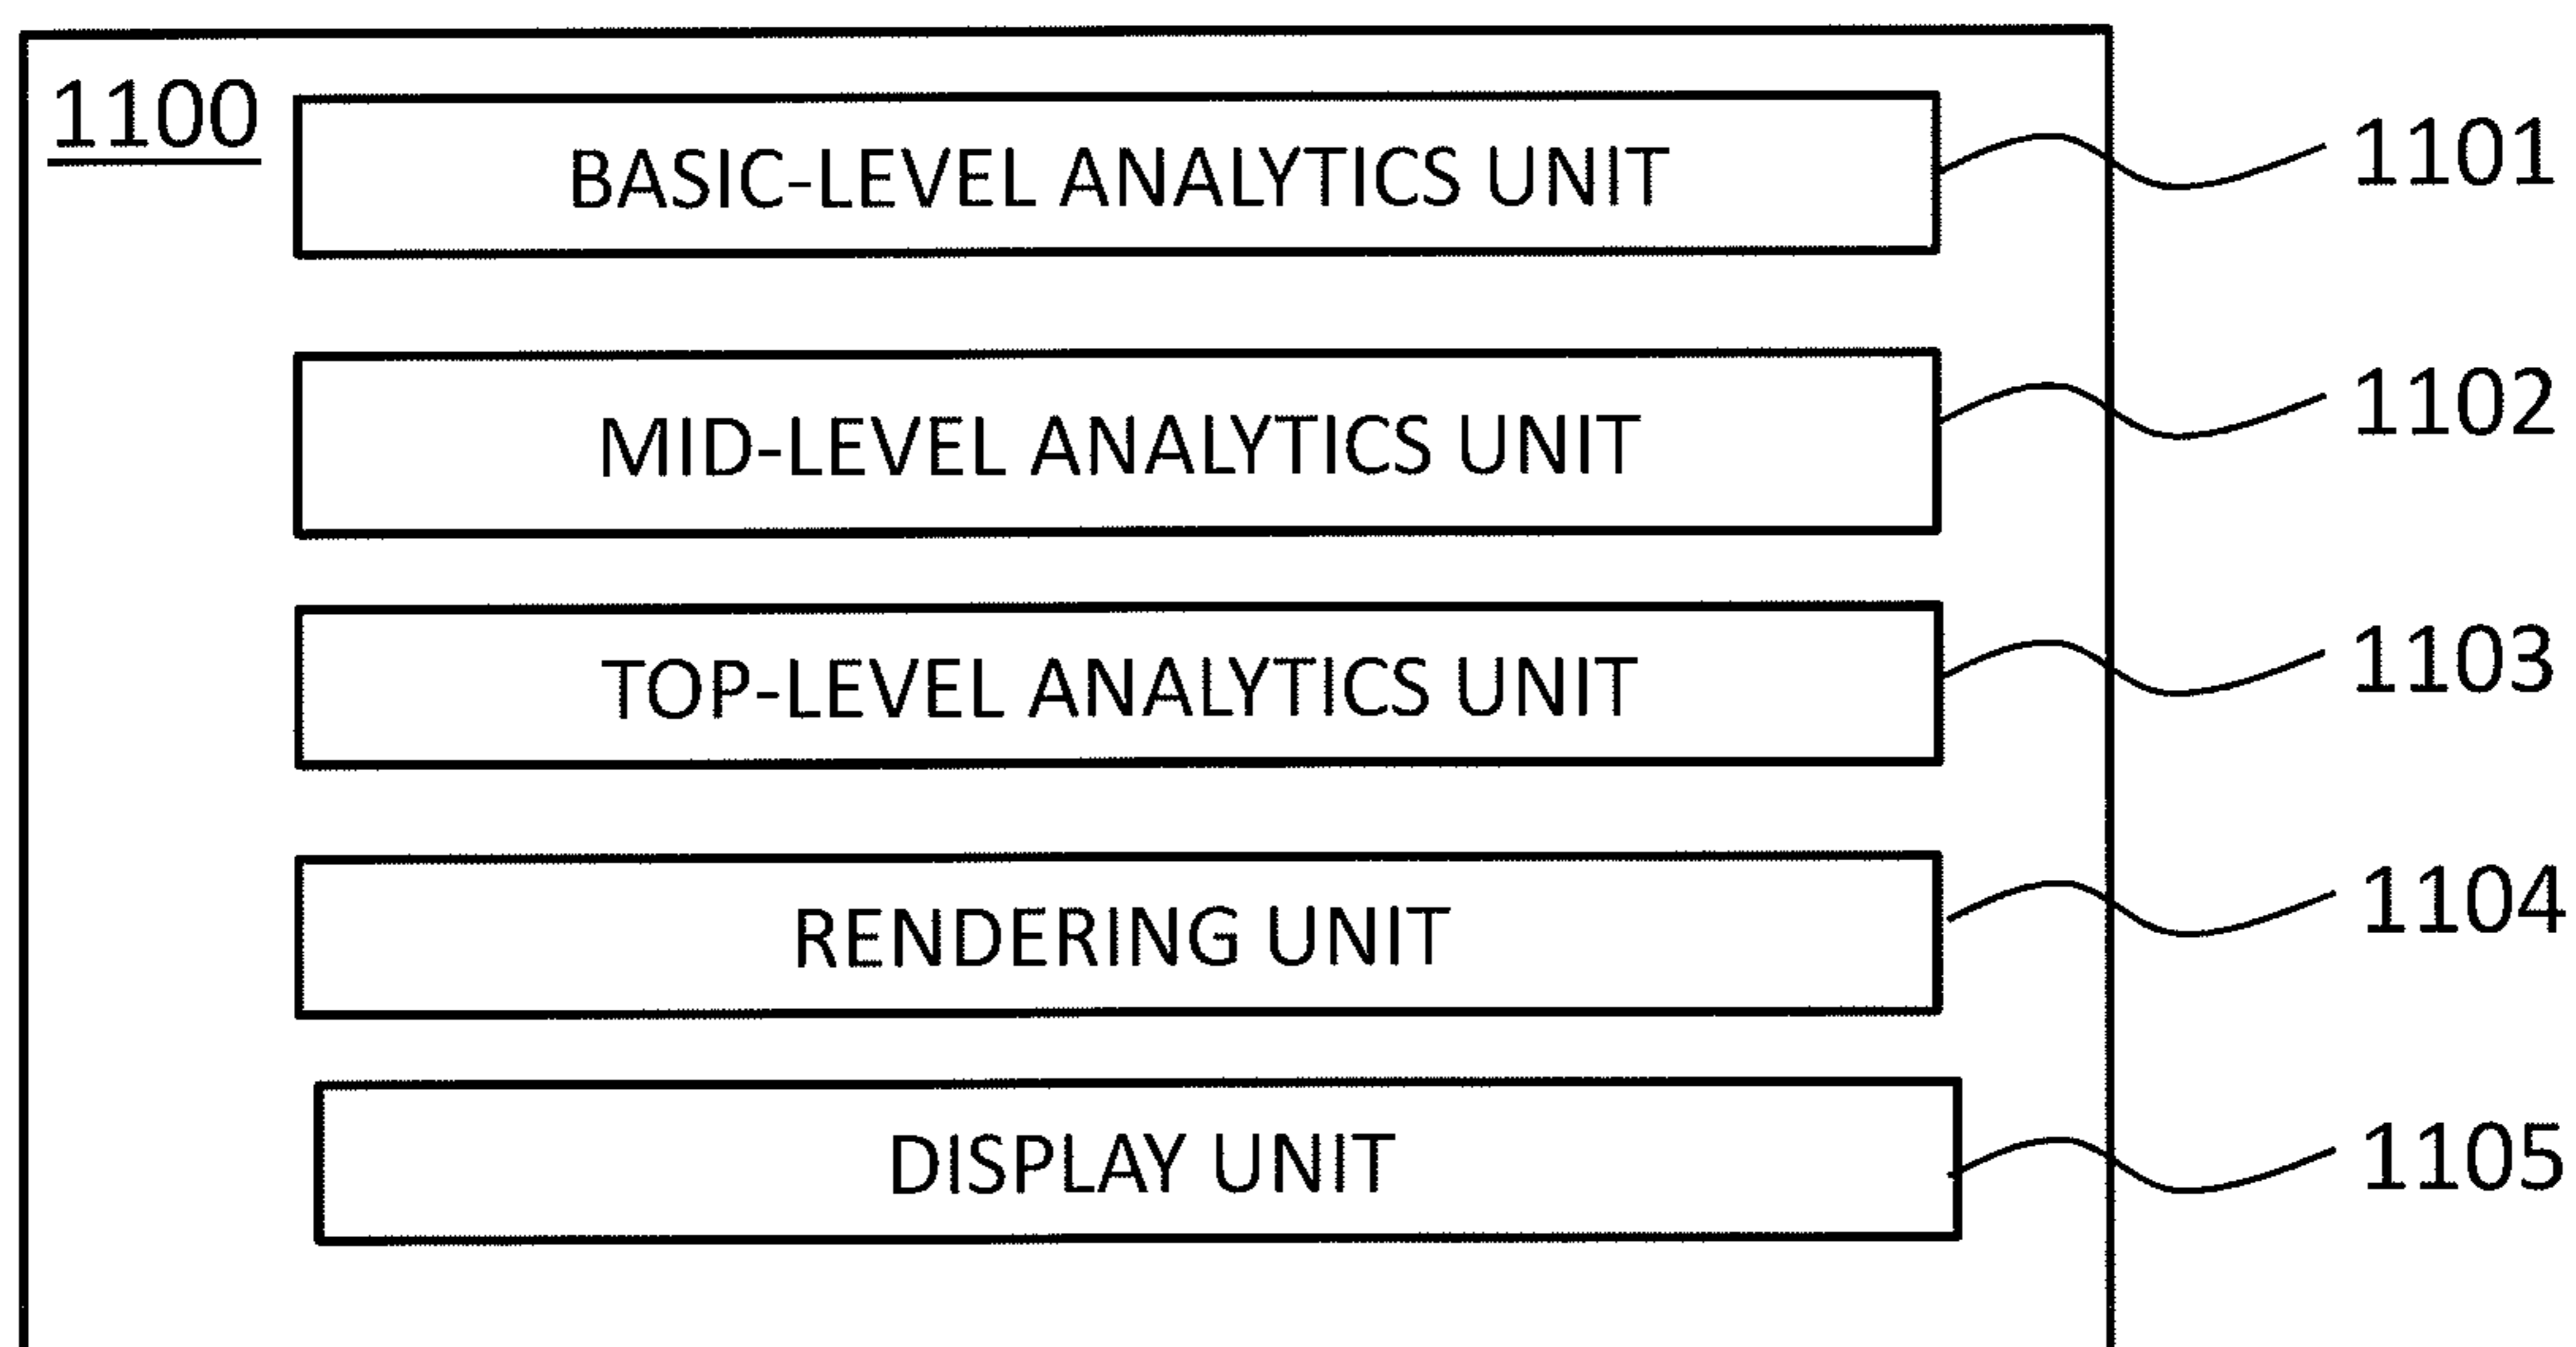 1100
BASIC-LEVEL ANALYTICS UNIT 1101
MID-LEVEL ANALYTICS UNIT 1102
TOP-LEVEL ANALYTICS UNIT 1103
RENDERING UNIT 1104
DISPLAY UNIT 1105